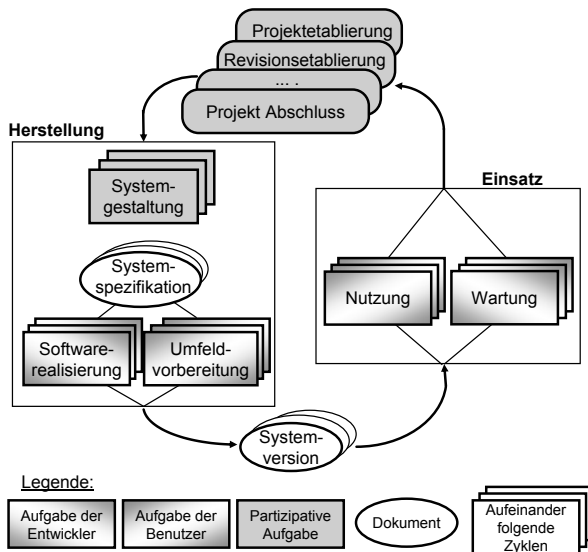 Projektetablierung
Revisionsetablierung
... .
Projekt Abschluss
Herstellung
System-
gestaltung
System-
spezifikation
Software-
realisierung
Umfeld-
vorbereitung
Einsatz
Nutzung
Wartung
System-
version
Legende:
Aufgabe der
Entwickler
Aufgabe der
Benutzer
Partizipative
Aufgabe
Dokument
Aufeinander
folgende
Zyklen